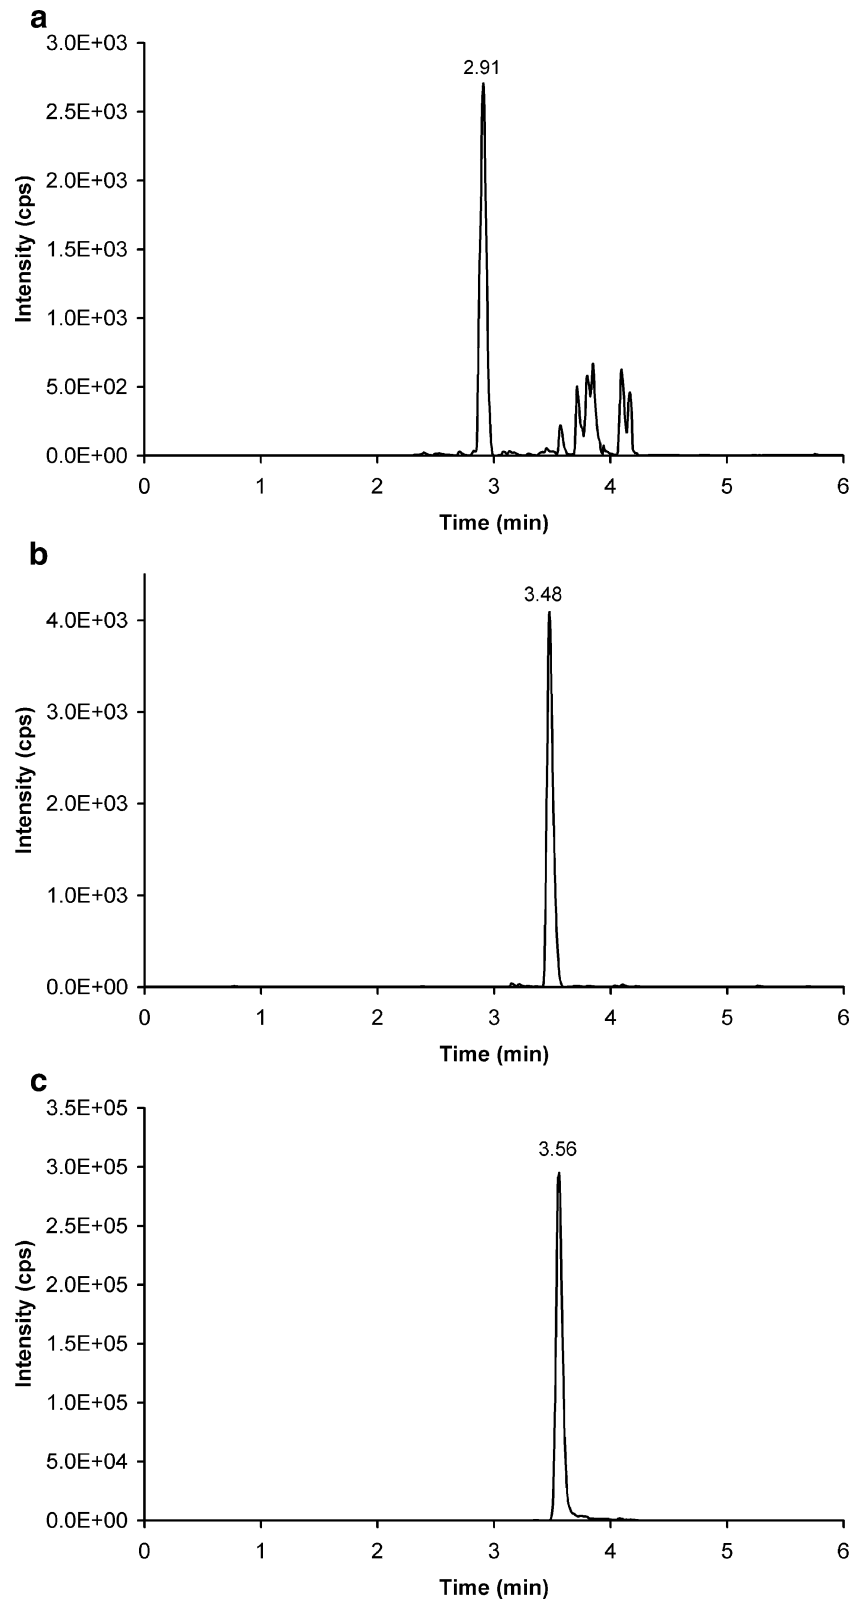 a
3.0E+03
2.91
2.5E+03
2.0E+03
1.5E+03
1.0E+03
5.0E+02
0.0E+00
Intensity (cps)
0 1 2 3 4 5 6
Time (min)
b
3.48
4.0E+03
3.0E+03
2.0E+03
1.0E+03
0.0E+00
Intensity (cps)
0 1 2 3 4 5 6
Time (min)
c
3.5E+05
3.56
3.0E+05
2.5E+05
2.0E+05
1.5E+05
1.0E+05
5.0E+04
0.0E+00
Intensity (cps)
0 1 2 3 4 5 6
Time (min)